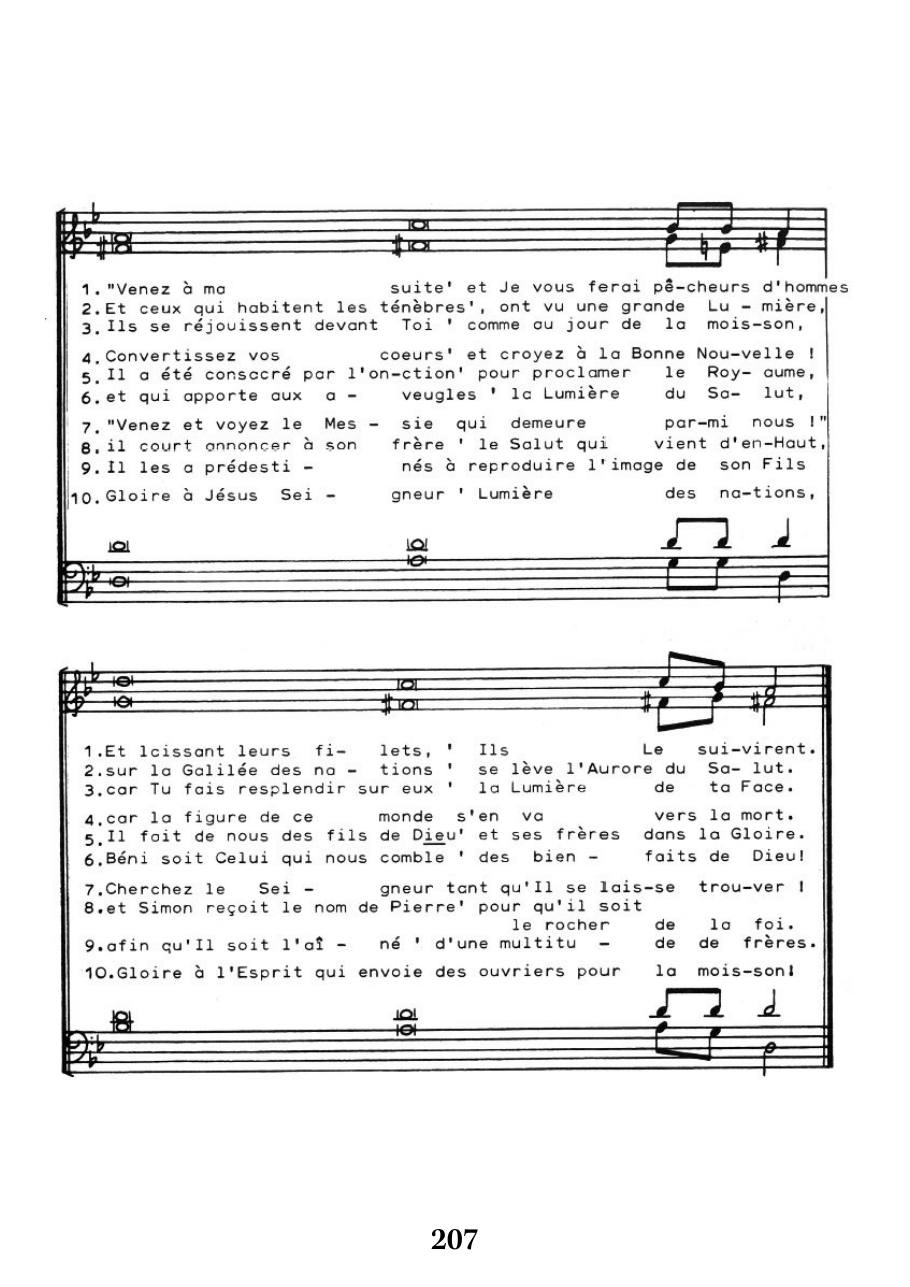 1. "Venez à ma suite' et Je vous ferai pê-cheurs d'hommes
2. Et ceux qui habitent les ténèbres', ont vu une grande Lu - mière,
3. Ils se réjouissent devant Toi ' comme au jour de la mois-son,
4. Convertissez vos coeurs' et croyez à la Bonne Nou-velle !
5. Il a été consacré par l'on-ction' pour proclamer le Roy- aume,
6. et qui apporte aux a - veugles ' la Lumière du Sa- lut,
7. "Venez et voyez le Mes - sie qui demeure par-mi nous !"
8. il court annoncer à son frère ' le Salut qui vient d'en-Haut,
9. Il les a prédesti - nés à reproduire l'image de son Fils
10. Gloire à Jésus Sei - gneur ' Lumière des na-tions,
1. Et laissant leurs fi- lets, ' Ils Le sui-virent.
2. sur la Galilée des na - tions ' se lève l'Aurore du Sa- lut.
3. car Tu fais resplendir sur eux ' la Lumière de ta Face.
4. car la figure de ce monde s'en va vers la mort.
5. Il fait de nous des fils de Dieu' et ses frères dans la Gloire.
6. Béni soit Celui qui nous comble ' des bien - faits de Dieu!
7. Cherchez le Sei - gneur tant qu'Il se lais-se trou-ver !
8. et Simon reçoit le nom de Pierre' pour qu'il soit
le rocher de la foi.
9. afin qu'Il soit l'aî - né ' d'une multitu - de de frères.
10. Gloire à l'Esprit qui envoie des ouvriers pour la mois-son!
207